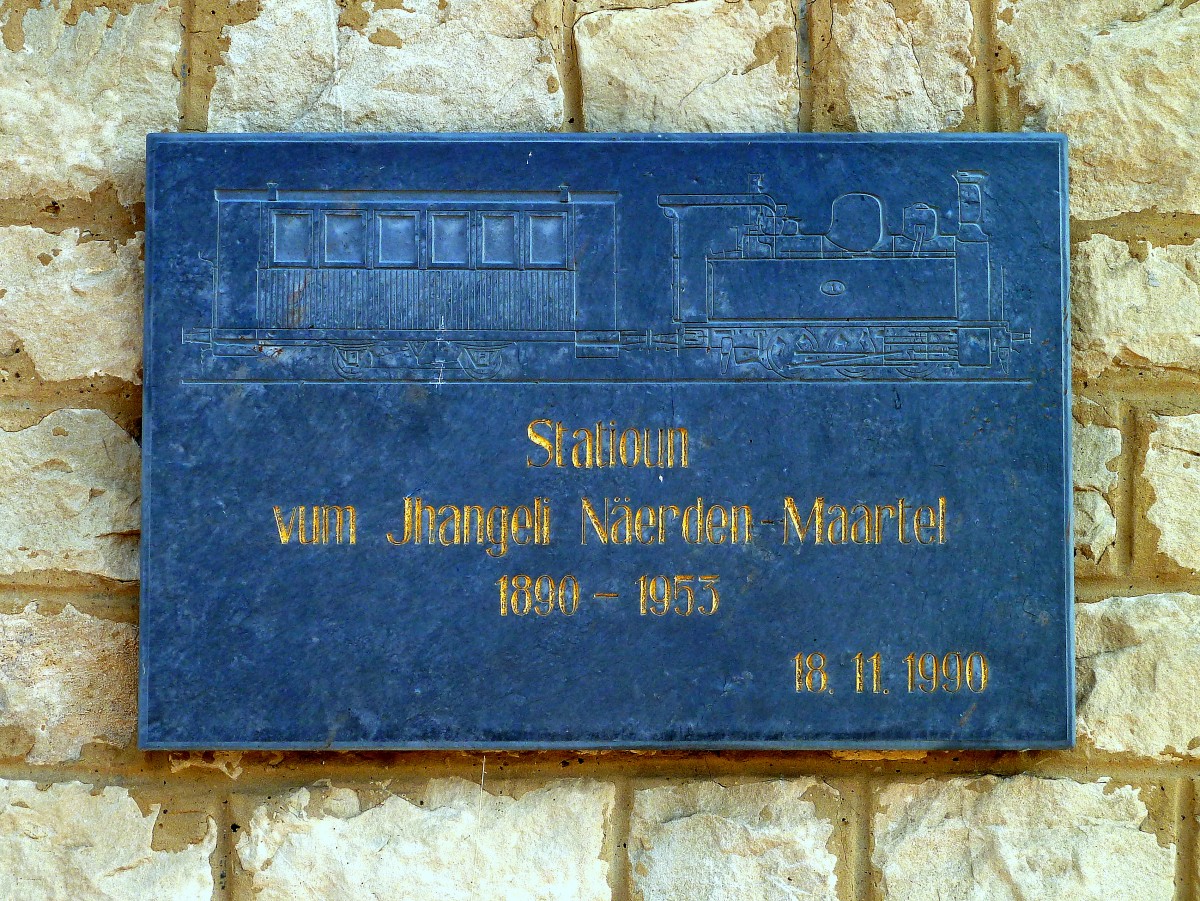 Statioun
vum Jhangeli Näerden-Maartel
1890 - 1953
18. 11. 1990